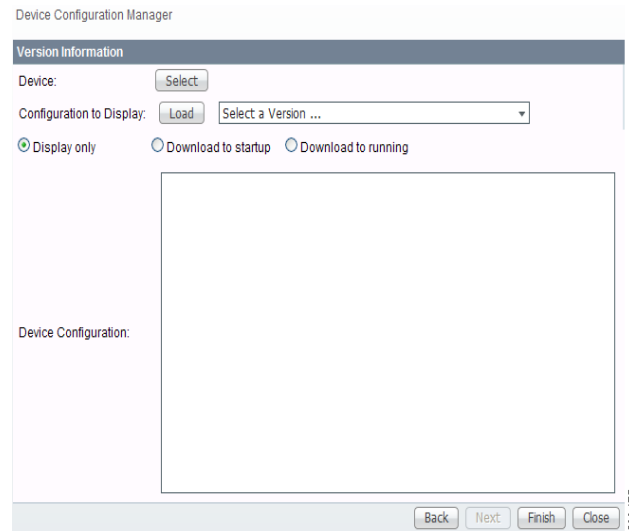 Device Configuration Manager
Version Information
Device: Select
Configuration to Display: Load Select a Version ...
Display only Download to startup Download to running
Device Configuration:
Back Next Finish Close